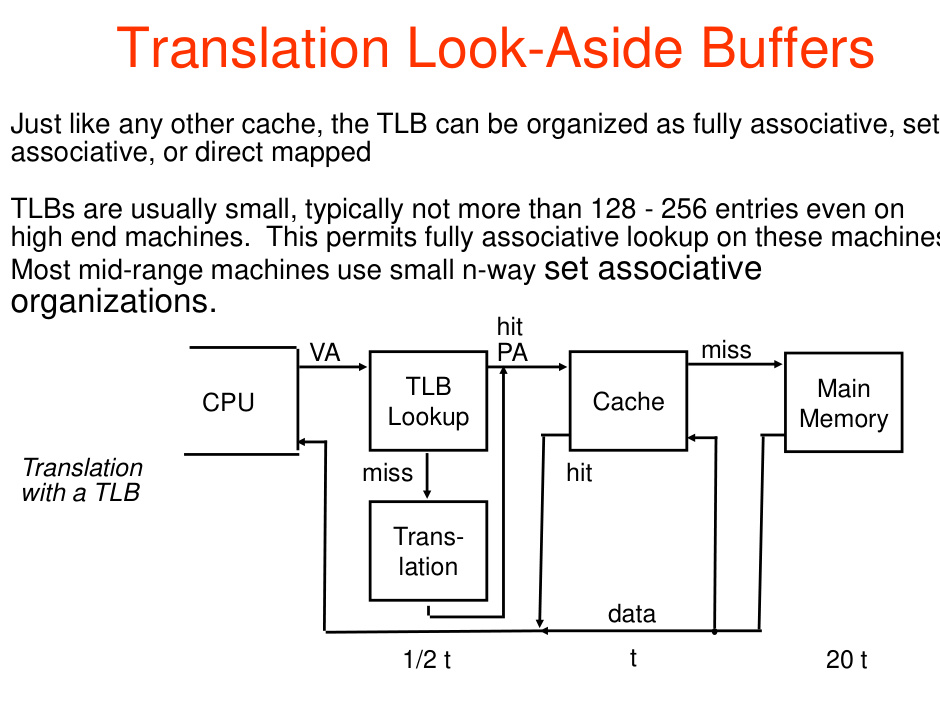 Translation Look-Aside Buffers
Just like any other cache, the TLB can be organized as fully associative, set
associative, or direct mapped
TLBs are usually small, typically not more than 128 - 256 entries even on
high end machines.  This permits fully associative lookup on these machines
Most mid-range machines use small n-way set associative
organizations.
hit
VA
PA
miss
TLB
Lookup
CPU
Cache
Main
Memory
Translation
with a TLB
miss
hit
Trans-
lation
data
1/2 t
t
20 t